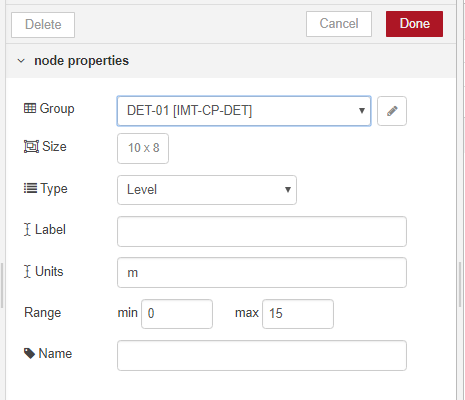 Delete Cancel Done
node properties
Group DET-01 [IMT-CP-DET]
Size 10 x 8
Type Level
Label
Units m
Range min 0 max 15
Name